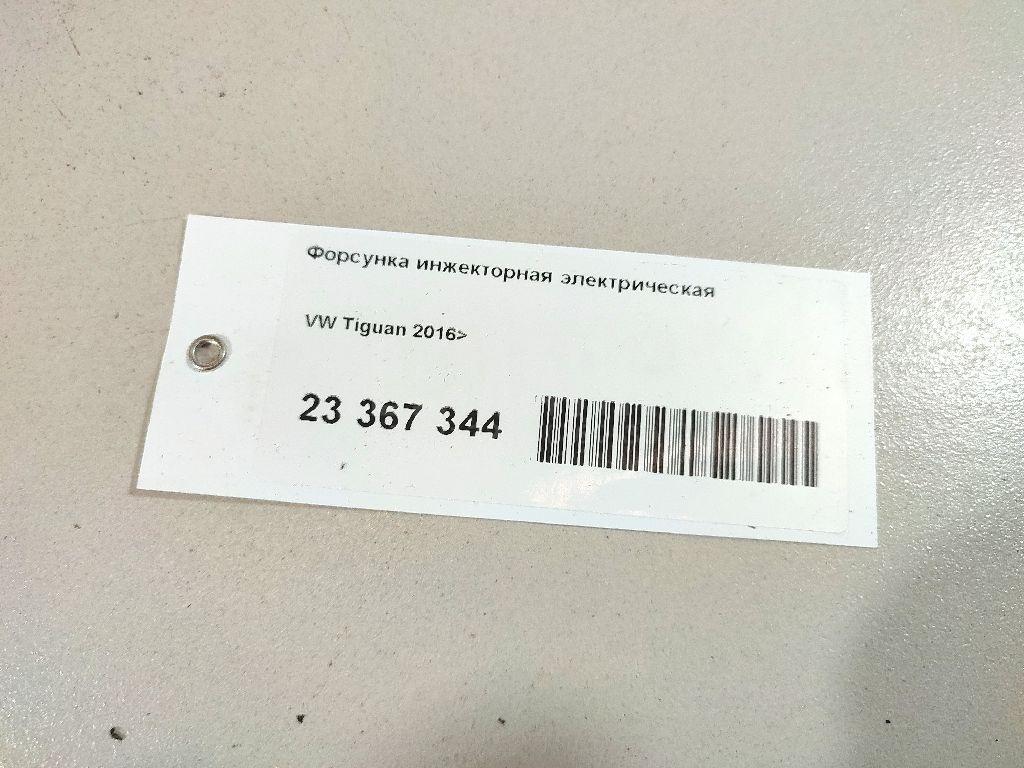 Форсунка инжекторная электрическая
VW Tiguan 2016>
23 367 344